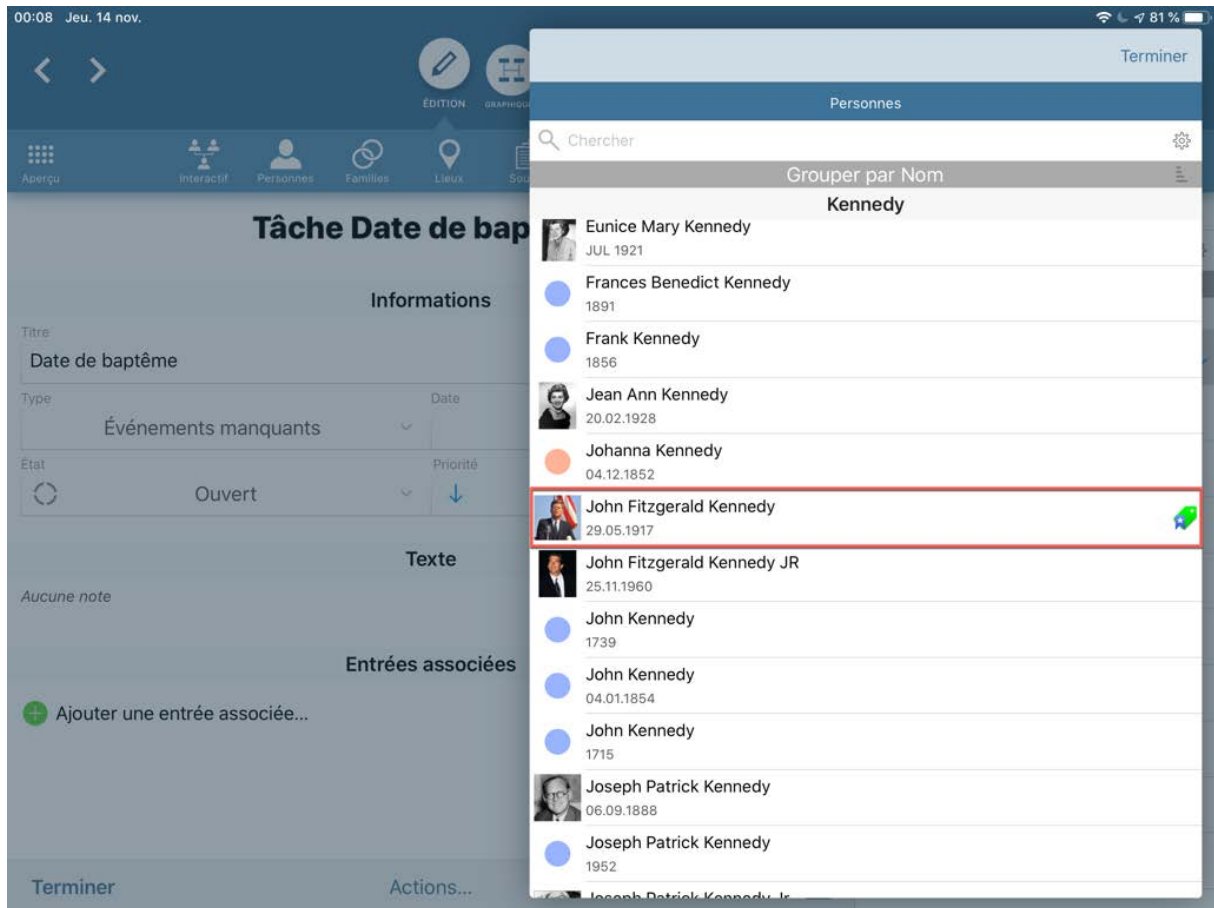 00:08 Jeu. 14 nov.
81 %
ÉDITION
Terminer
Personnes
Chercher
Aperçu
Interactif
Personnes
Familles
Lieux
Grouper par Nom
Kennedy
Tâche Date de bap
Informations
Titre
Date de baptême
Type
Date
Événements manquants
État
Priorité
Ouvert
Texte
Aucune note
Entrées associées
Ajouter une entrée associée...
Terminer
Actions...
Eunice Mary Kennedy
JUL 1921
Frances Benedict Kennedy
1891
Frank Kennedy
1856
Jean Ann Kennedy
20.02.1928
Johanna Kennedy
04.12.1852
John Fitzgerald Kennedy
29.05.1917
John Fitzgerald Kennedy JR
25.11.1960
John Kennedy
1739
John Kennedy
04.01.1854
John Kennedy
1715
Joseph Patrick Kennedy
06.09.1888
Joseph Patrick Kennedy
1952
Joseph Patrick Kennedy Jr